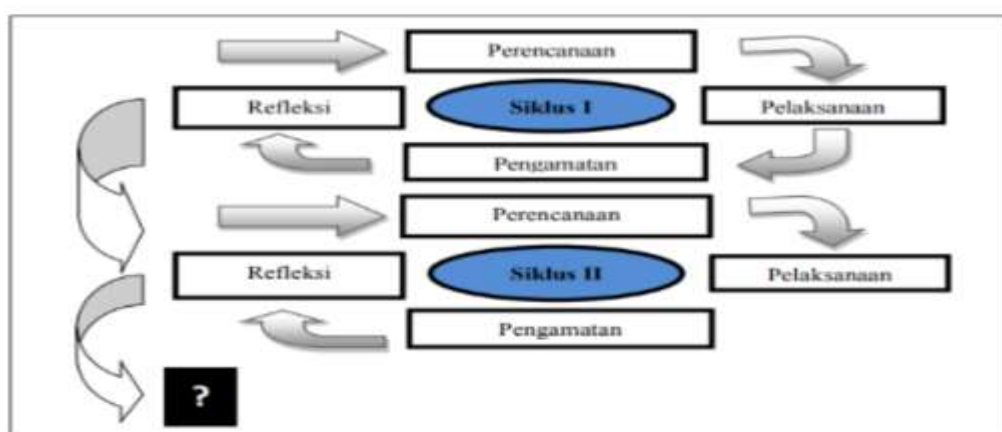 Perencanaan
Refleksi
Siklus I
Pelaksanaan
Pengamatan
Perencanaan
Refleksi
Siklus II
Pelaksanaan
Pengamatan
?